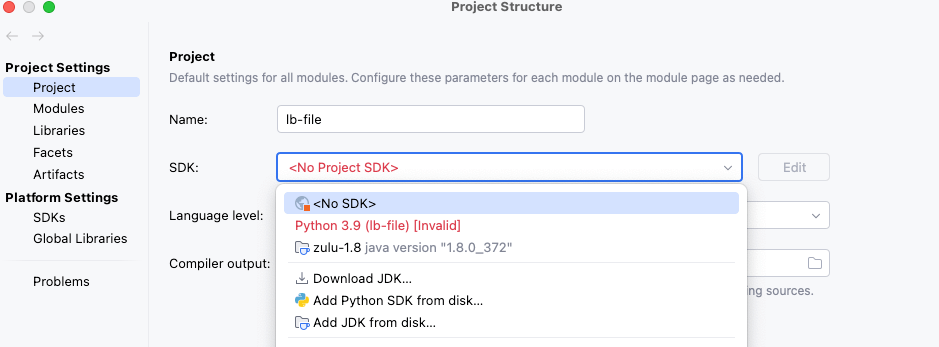 Project Structure
Project Settings
Project
Modules
Libraries
Facets
Artifacts
Platform Settings
SDKs
Global Libraries
Problems
Project
Default settings for all modules. Configure these parameters for each module on the module page as needed.
Name: lb-file
SDK: <No Project SDK> Edit
<No SDK>
Python 3.9 (lb-file) [Invalid]
Language level:
zulu-1.8 java version "1.8.0_372"
Compiler output:
Download JDK...
Add Python SDK from disk... ing sources.
Add JDK from disk...